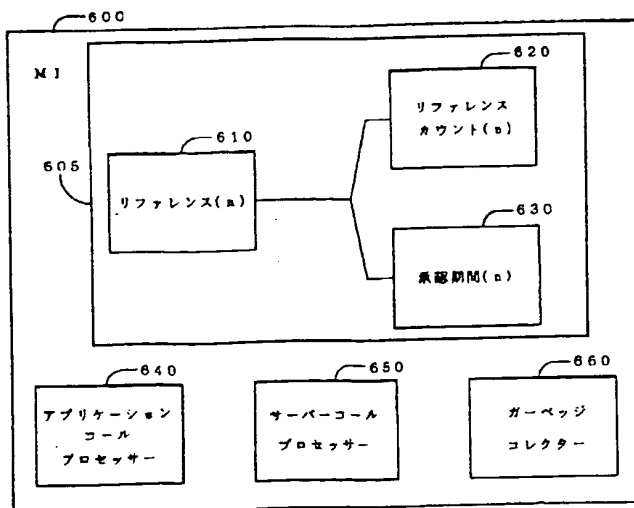 600
MI
620
リファレンス
カウント(n)
610
605
リファレンス(n)
630
承認期間(n)
640
アプリケーション
コール
プロセッサー
650
サーバーコール
プロセッサー
660
ガーベッジ
コレクター